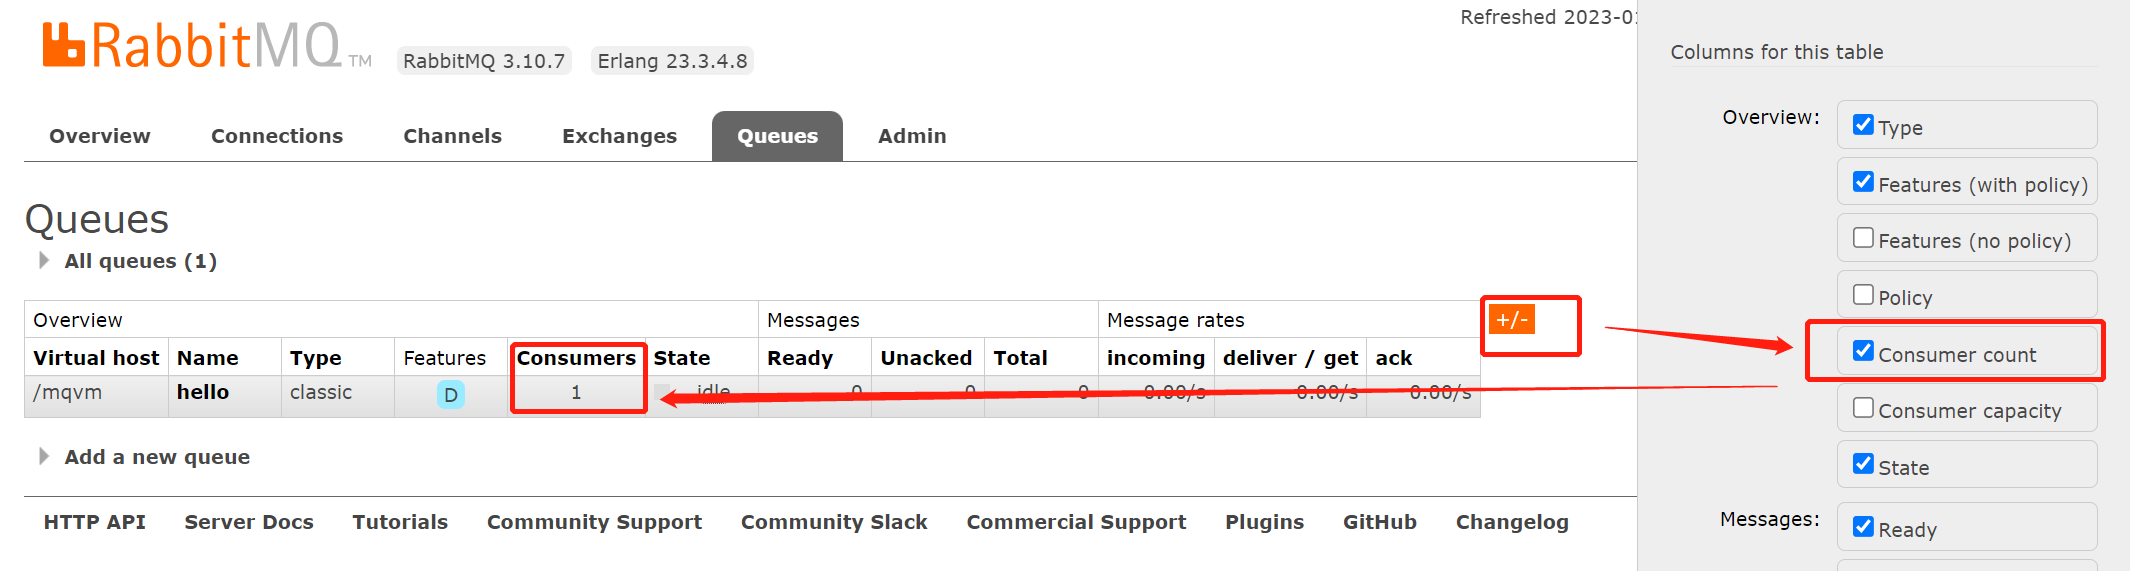 Refreshed 2023-01
RabbitMQ TM RabbitMQ 3.10.7 Erlang 23.3.4.8
Overview Connections Channels Exchanges Queues Admin
Queues
All queues (1)
Overview Messages Message rates +/-
Virtual host Name Type Features Consumers State Ready Unacked Total incoming deliver / get ack
/mqvm hello classic D 1 idle 0 0 0 0.00/s 0.00/s 0.00/s
Add a new queue
HTTP API Server Docs Tutorials Community Support Community Slack Commercial Support Plugins GitHub Changelog
Columns for this table
Overview: Type
Features (with policy)
Features (no policy)
Policy
Consumer count
Consumer capacity
State
Messages: Ready